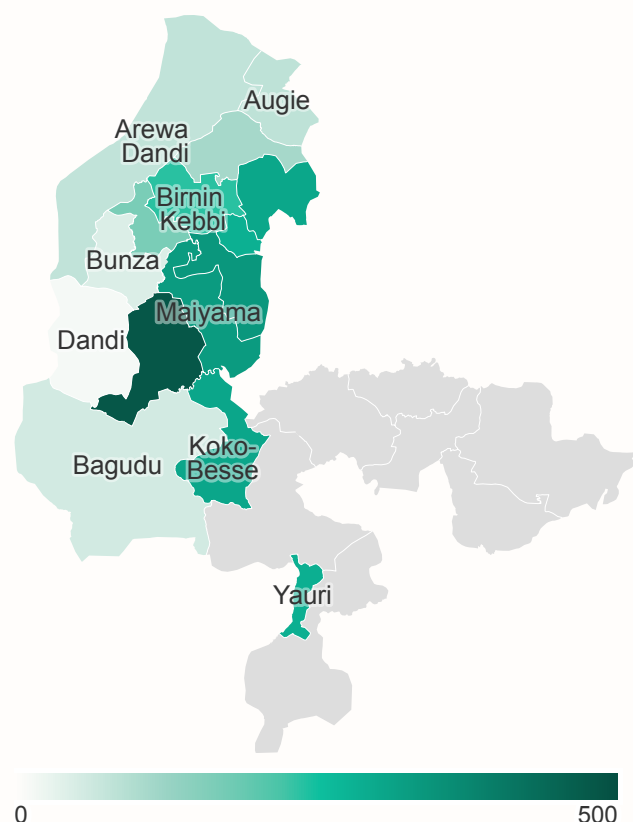 Augie
Arewa
Dandi
Birnin
Kebbi
Bunza
Maiyama
Dandi
Koko-
Besse
Bagudu
Yauri
0
500